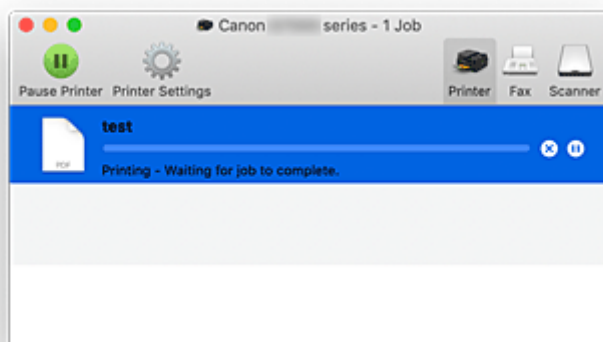 Canon series - 1 Job
Pause Printer Printer Settings Printer Fax Scanner
test
PDF
Printing - Waiting for job to complete.